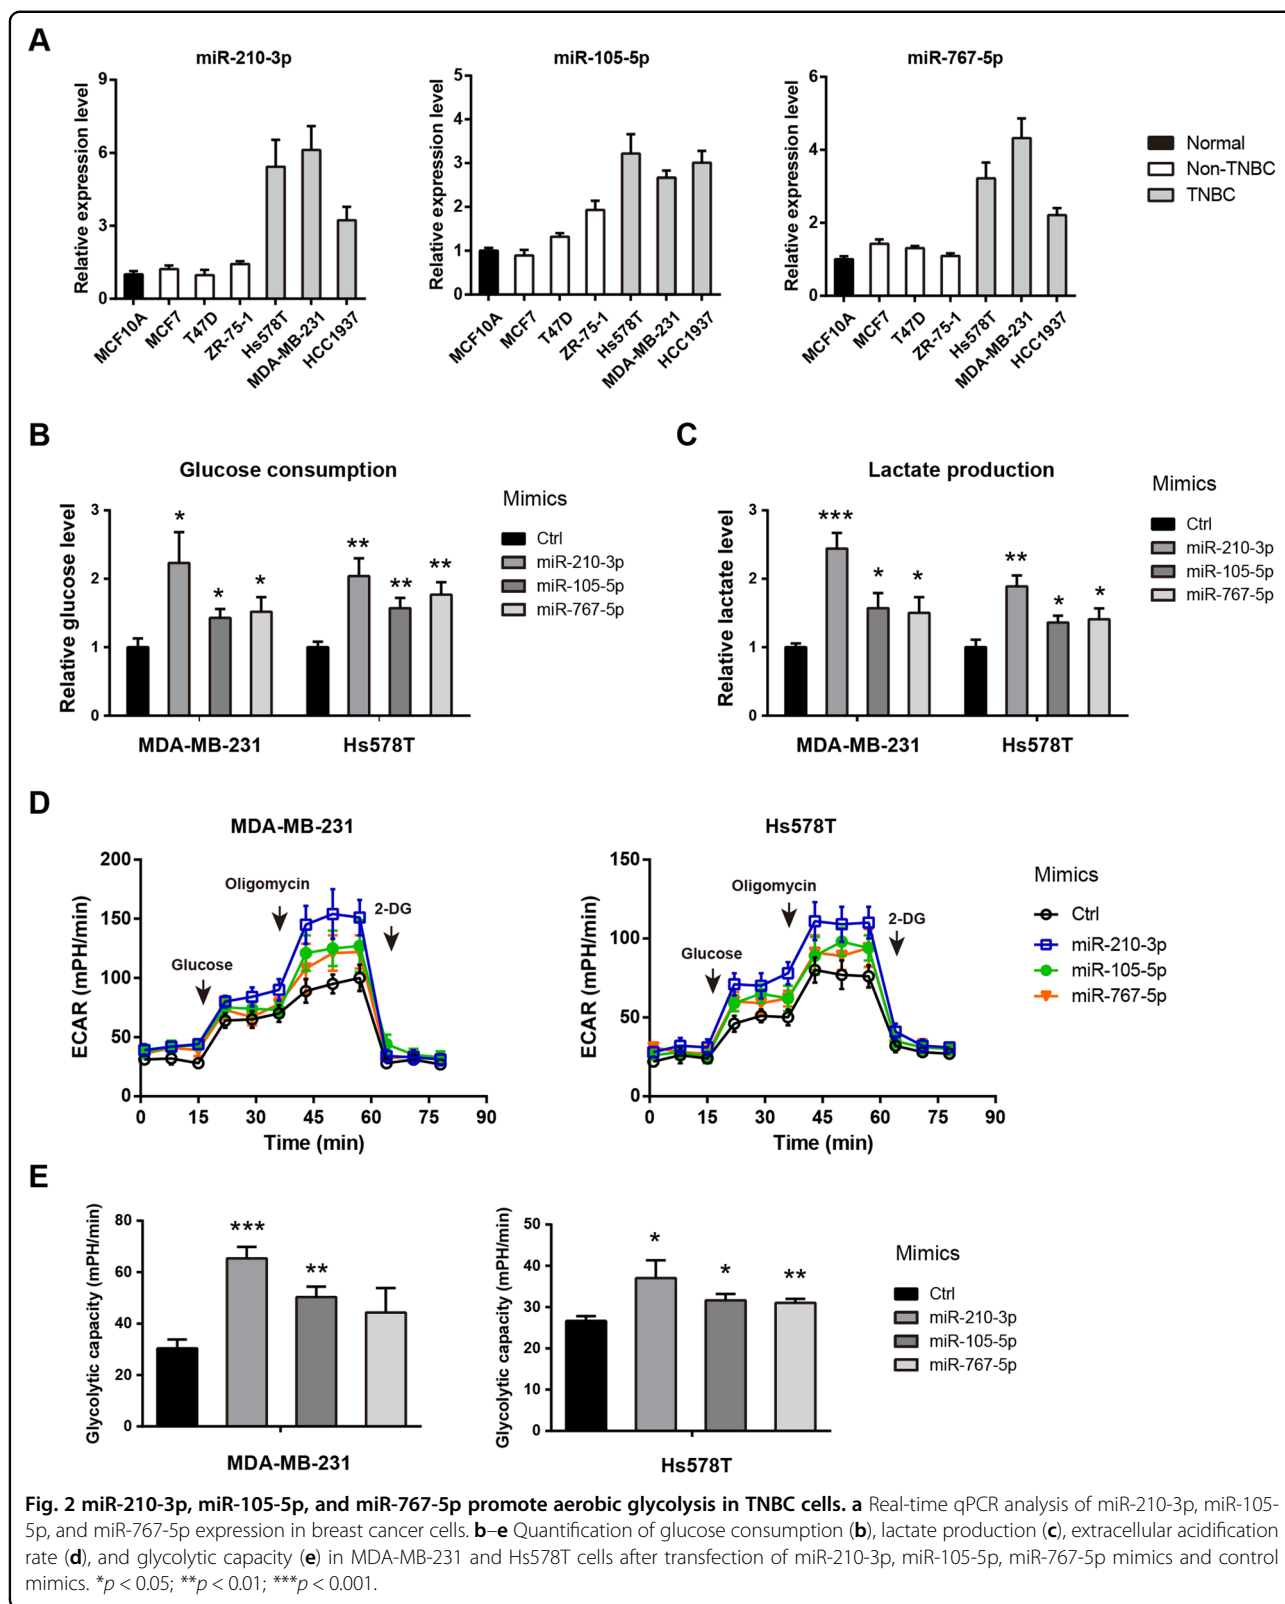 A
miR-210-3p
miR-105-5p
miR-767-5p
Relative expression level
9
6
3
0
MCF10A
MCF7
T47D
ZR-75-1
Hs578T
MDA-MB-231
HCC1937
Relative expression level
5
4
3
2
1
0
MCF10A
MCF7
T47D
ZR-75-1
Hs578T
MDA-MB-231
HCC1937
Relative expression level
6
4
2
0
MCF10A
MCF7
T47D
ZR-75-1
Hs578T
MDA-MB-231
HCC1937
Normal
Non-TNBC
TNBC
B
Glucose consumption
Relative glucose level
3
2
1
0
*
*
*
**
**
**
MDA-MB-231
Hs578T
Mimics
Ctrl
miR-210-3p
miR-105-5p
miR-767-5p
C
Lactate production
Relative lactate level
3
2
1
0
***
*
*
**
*
*
MDA-MB-231
Hs578T
Mimics
Ctrl
miR-210-3p
miR-105-5p
miR-767-5p
D
MDA-MB-231
ECAR (mPH/min)
200
150
100
50
0
Glucose
Oligomycin
2-DG
0 15 30 45 60 75 90
Time (min)
Hs578T
ECAR (mPH/min)
150
100
50
0
Glucose
Oligomycin
2-DG
0 15 30 45 60 75 90
Time (min)
Mimics
Ctrl
miR-210-3p
miR-105-5p
miR-767-5p
E
Glycolytic capacity (mPH/min)
80
60
40
20
0
***
**
MDA-MB-231
Glycolytic capacity (mPH/min)
50
40
30
20
10
0
*
*
**
Hs578T
Mimics
Ctrl
miR-210-3p
miR-105-5p
miR-767-5p
Fig. 2 miR-210-3p, miR-105-5p, and miR-767-5p promote aerobic glycolysis in TNBC cells. a Real-time qPCR analysis of miR-210-3p, miR-105-
5p, and miR-767-5p expression in breast cancer cells. b–e Quantification of glucose consumption (b), lactate production (c), extracellular acidification
rate (d), and glycolytic capacity (e) in MDA-MB-231 and Hs578T cells after transfection of miR-210-3p, miR-105-5p, miR-767-5p mimics and control
mimics. *p < 0.05; **p < 0.01; ***p < 0.001.